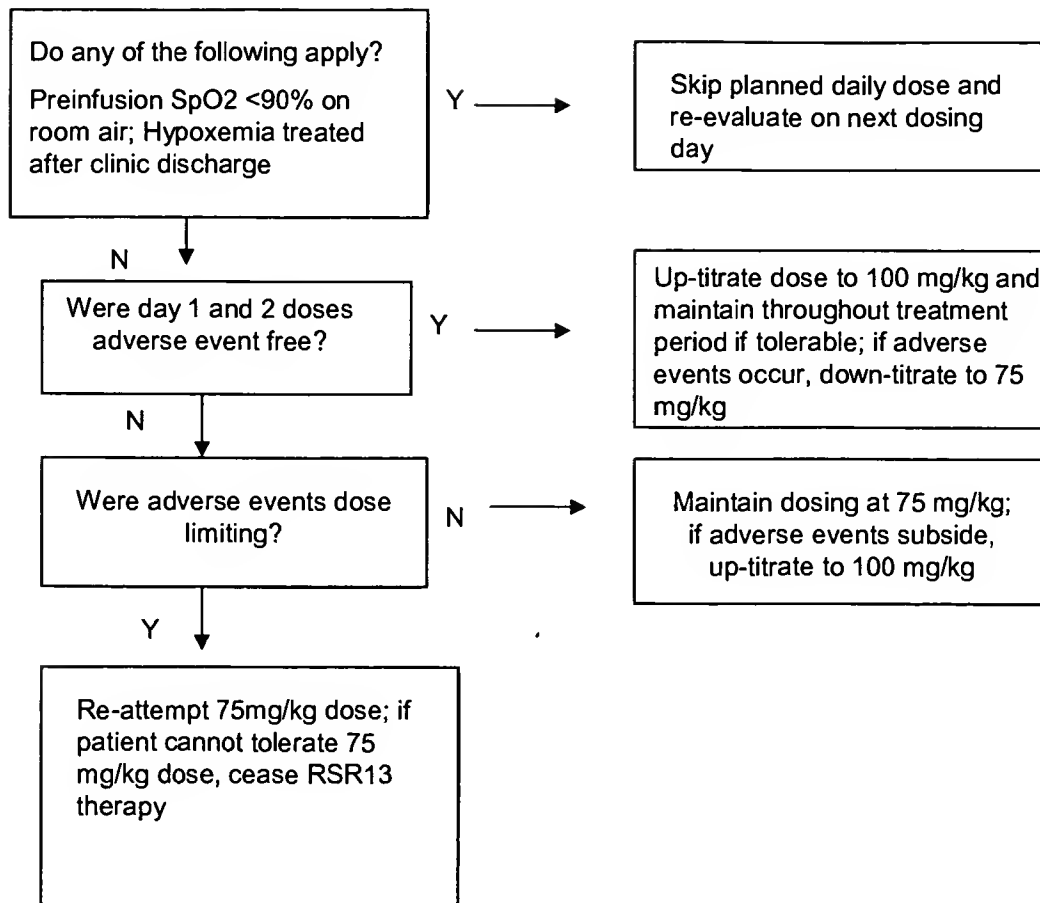 Do any of the following apply?
Preinfusion SpO2 <90% on
room air; Hypoxemia treated
after clinic discharge
Y
Skip planned daily dose and
re-evaluate on next dosing
day
N
Were day 1 and 2 doses
adverse event free?
Y
Up-titrate dose to 100 mg/kg and
maintain throughout treatment
period if tolerable; if adverse
events occur, down-titrate to 75
mg/kg
N
Were adverse events dose
limiting?
N
Maintain dosing at 75 mg/kg;
if adverse events subside,
up-titrate to 100 mg/kg
Y
Re-attempt 75mg/kg dose; if
patient cannot tolerate 75
mg/kg dose, cease RSR13
therapy